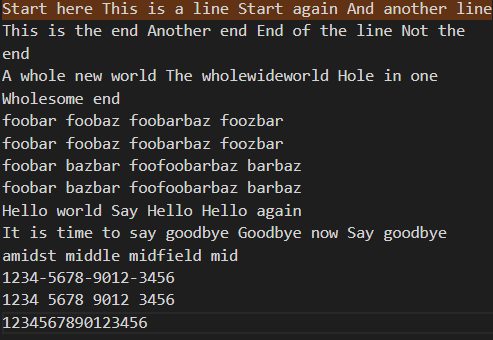 Start here This is a line Start again And another line
This is the end Another end End of the line Not the
end
A whole new world The wholewideworld Hole in one
Wholesome end
foobar foobaz foobarbaz foozbar
foobar foobaz foobarbaz foozbar
foobar bazbar foofoobarbaz barbaz
foobar bazbar foofoobarbaz barbaz
Hello world Say Hello Hello again
It is time to say goodbye Goodbye now Say goodbye
amidst middle midfield mid
1234-5678-9012-3456
1234 5678 9012 3456
1234567890123456